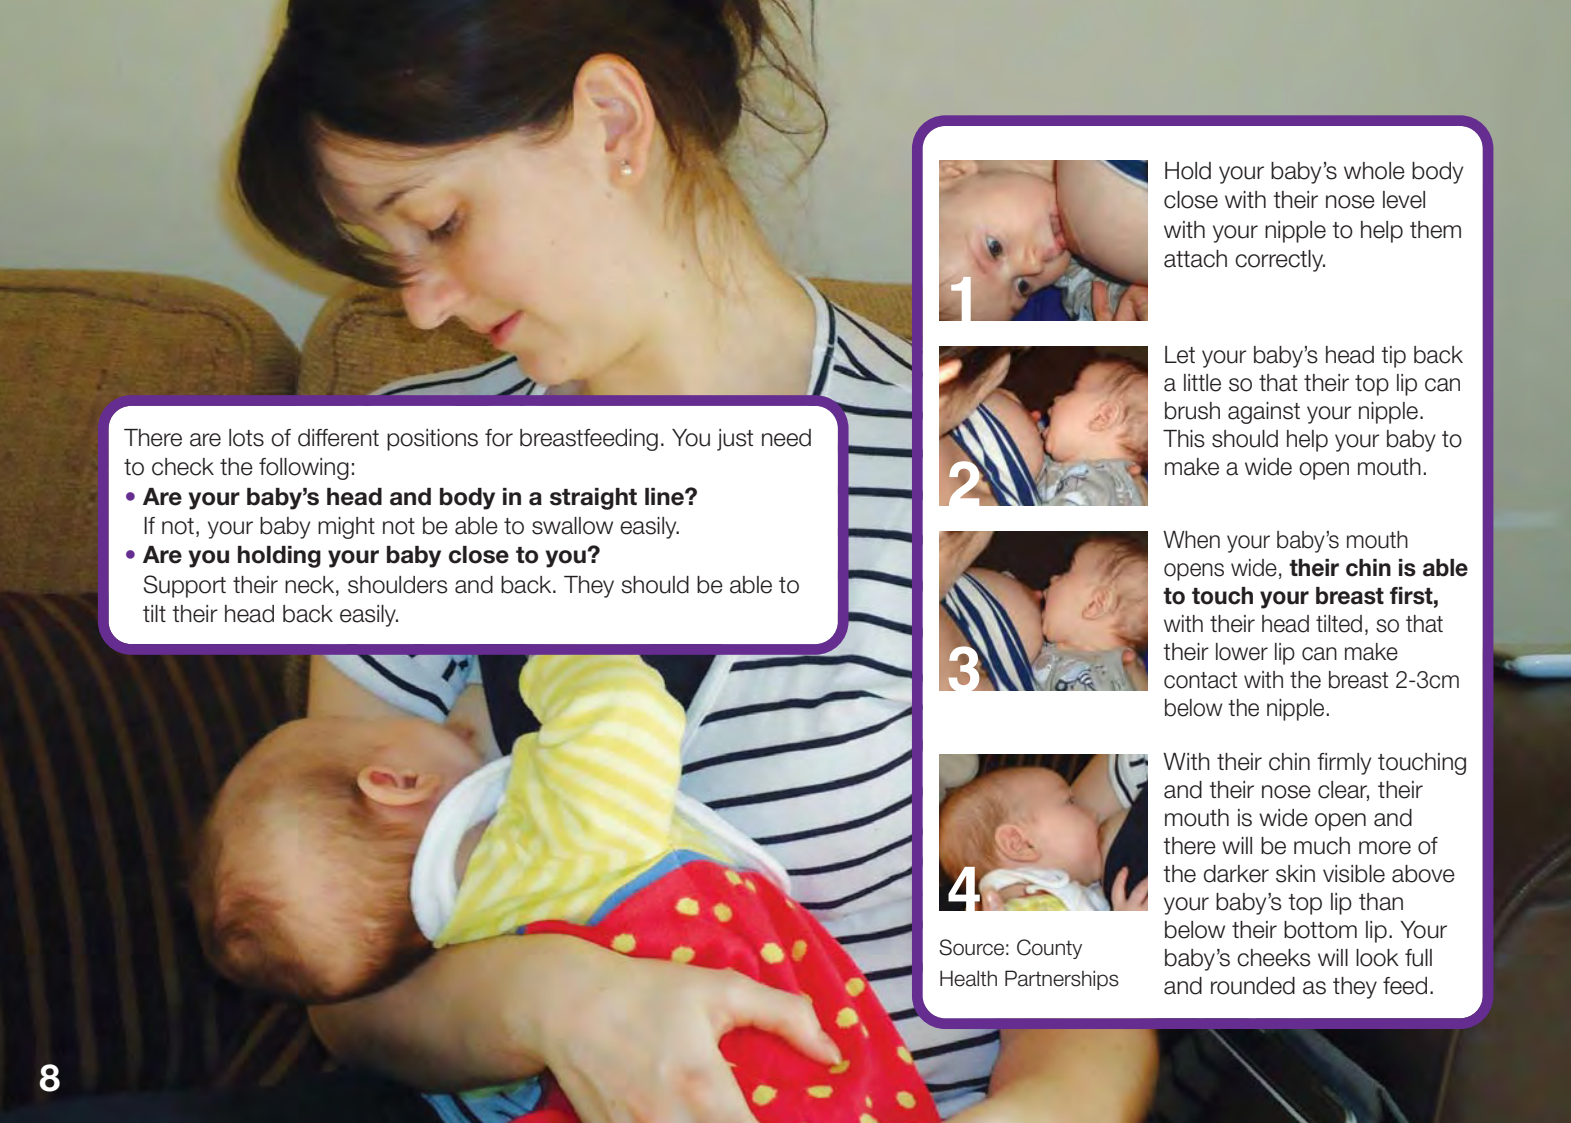 There are lots of different positions for breastfeeding. You just need
to check the following:
• Are your baby’s head and body in a straight line?
If not, your baby might not be able to swallow easily.
• Are you holding your baby close to you?
Support their neck, shoulders and back. They should be able to
tilt their head back easily.
1
Hold your baby’s whole body
close with their nose level
with your nipple to help them
attach correctly.
2
Let your baby’s head tip back
a little so that their top lip can
brush against your nipple.
This should help your baby to
make a wide open mouth.
3
When your baby’s mouth
opens wide, their chin is able
to touch your breast first,
with their head tilted, so that
their lower lip can make
contact with the breast 2-3cm
below the nipple.
4
With their chin firmly touching
and their nose clear, their
mouth is wide open and
there will be much more of
the darker skin visible above
your baby’s top lip than
below their bottom lip. Your
baby’s cheeks will look full
and rounded as they feed.
Source: County
Health Partnerships
8